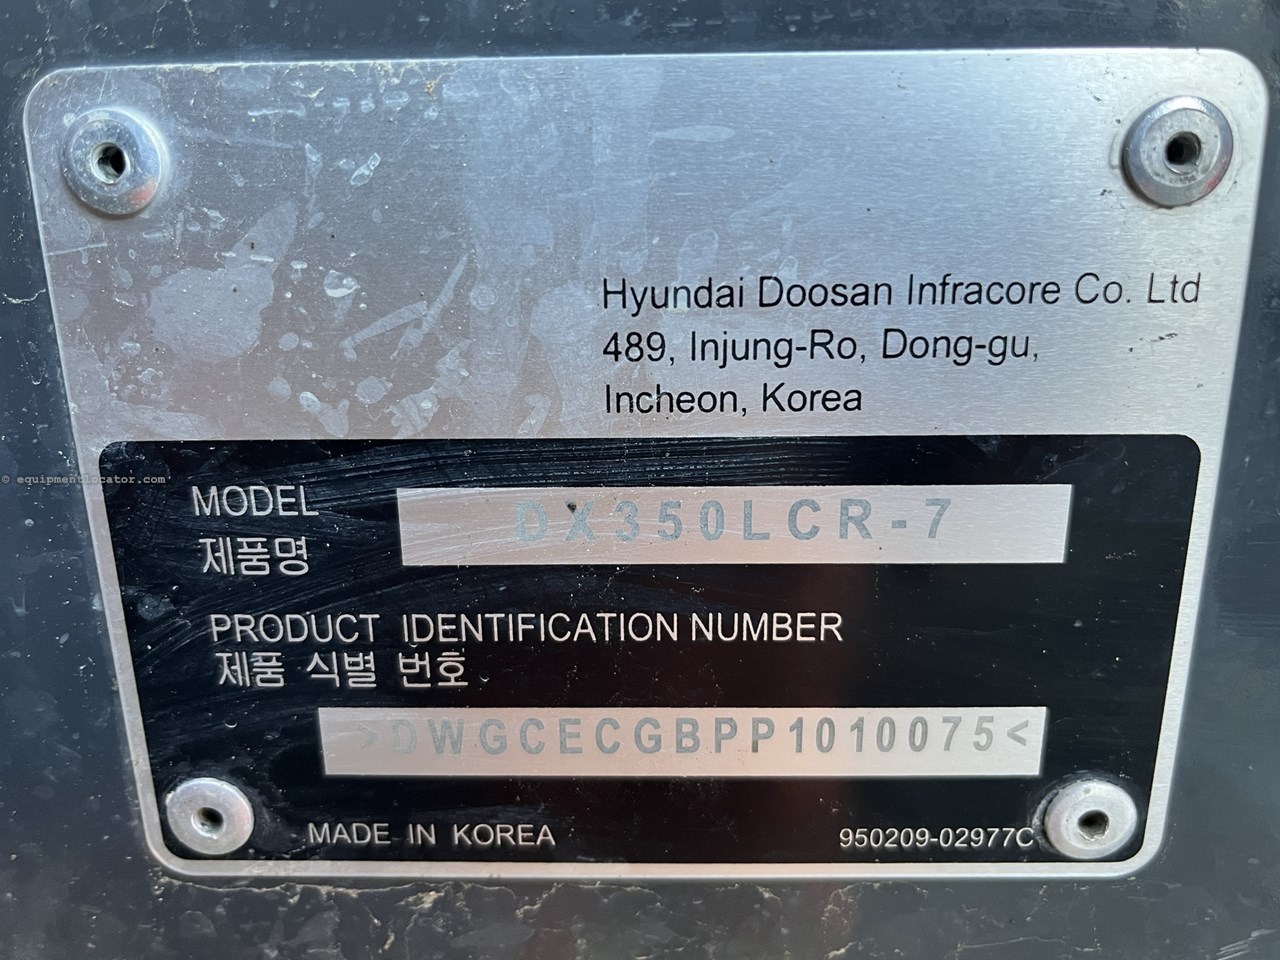 Hyundai Doosan Infracore Co. Ltd
489, Injung-Ro, Dong-gu,
Incheon, Korea
© equipmentlocator.com
MODEL
제품명
DX350LCR-7
PRODUCT IDENTIFICATION NUMBER
제품 식별 번호
>DWGCECGBPP1010075<
MADE IN KOREA
950209-02977C